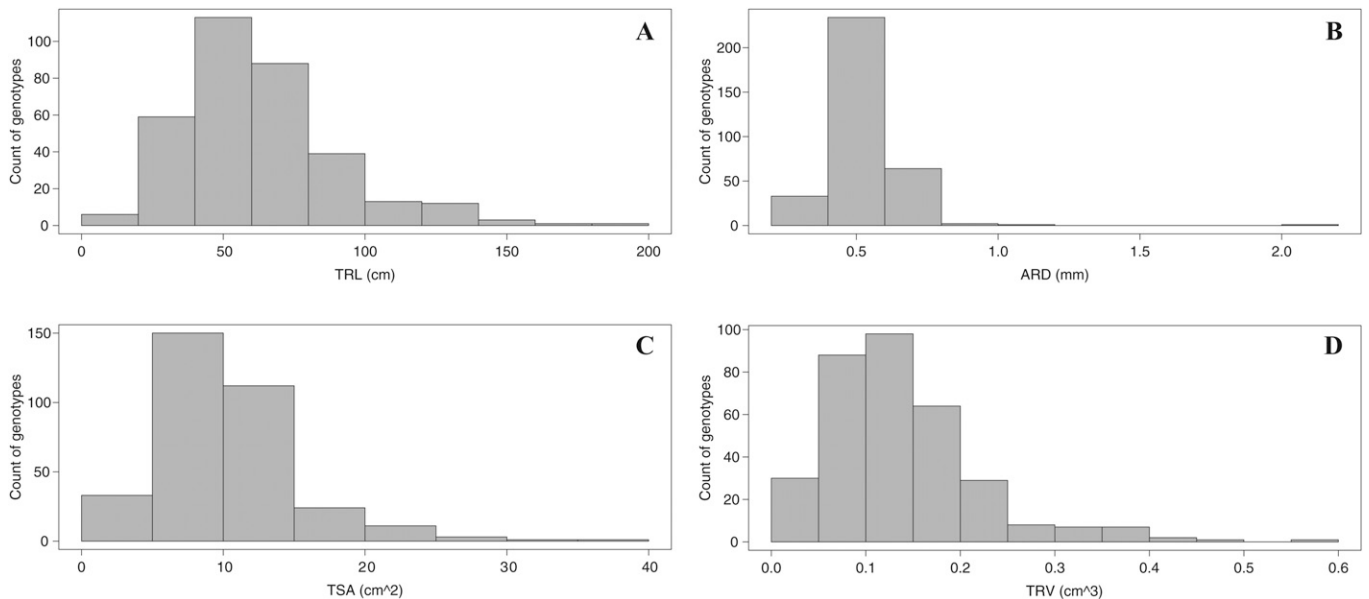 A
Count of genotypes
100
80
60
40
20
0
0 50 100 150 200
TRL (cm)
B
Count of genotypes
200
150
100
50
0
0.5 1.0 1.5 2.0
ARD (mm)
C
Count of genotypes
150
100
50
0
0 10 20 30 40
TSA (cm^2)
D
Count of genotypes
100
80
60
40
20
0
0.0 0.1 0.2 0.3 0.4 0.5 0.6
TRV (cm^3)